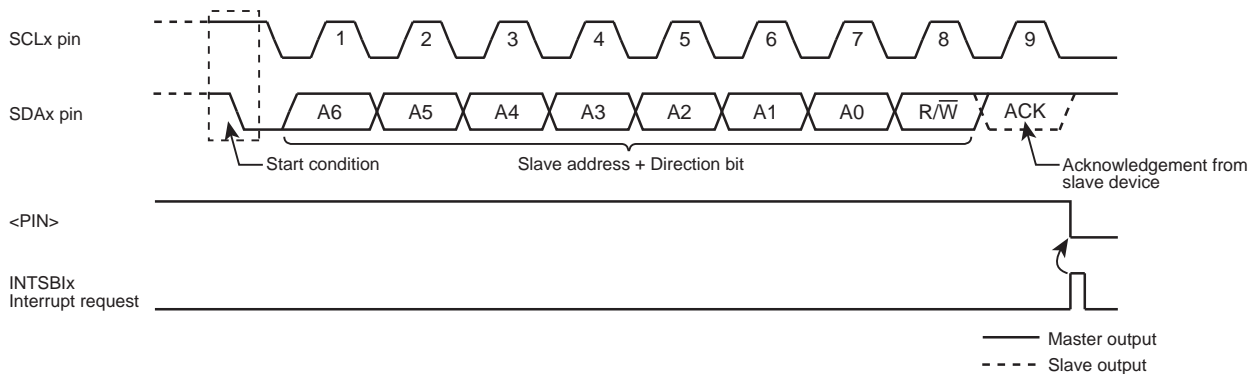 SCLx pin
1 2 3 4 5 6 7 8 9
SDAx pin
A6 A5 A4 A3 A2 A1 A0 R/W̅ ACK
Start condition
Slave address + Direction bit
Acknowledgement from
slave device
<PIN>
INTSBIx
Interrupt request
Master output
Slave output